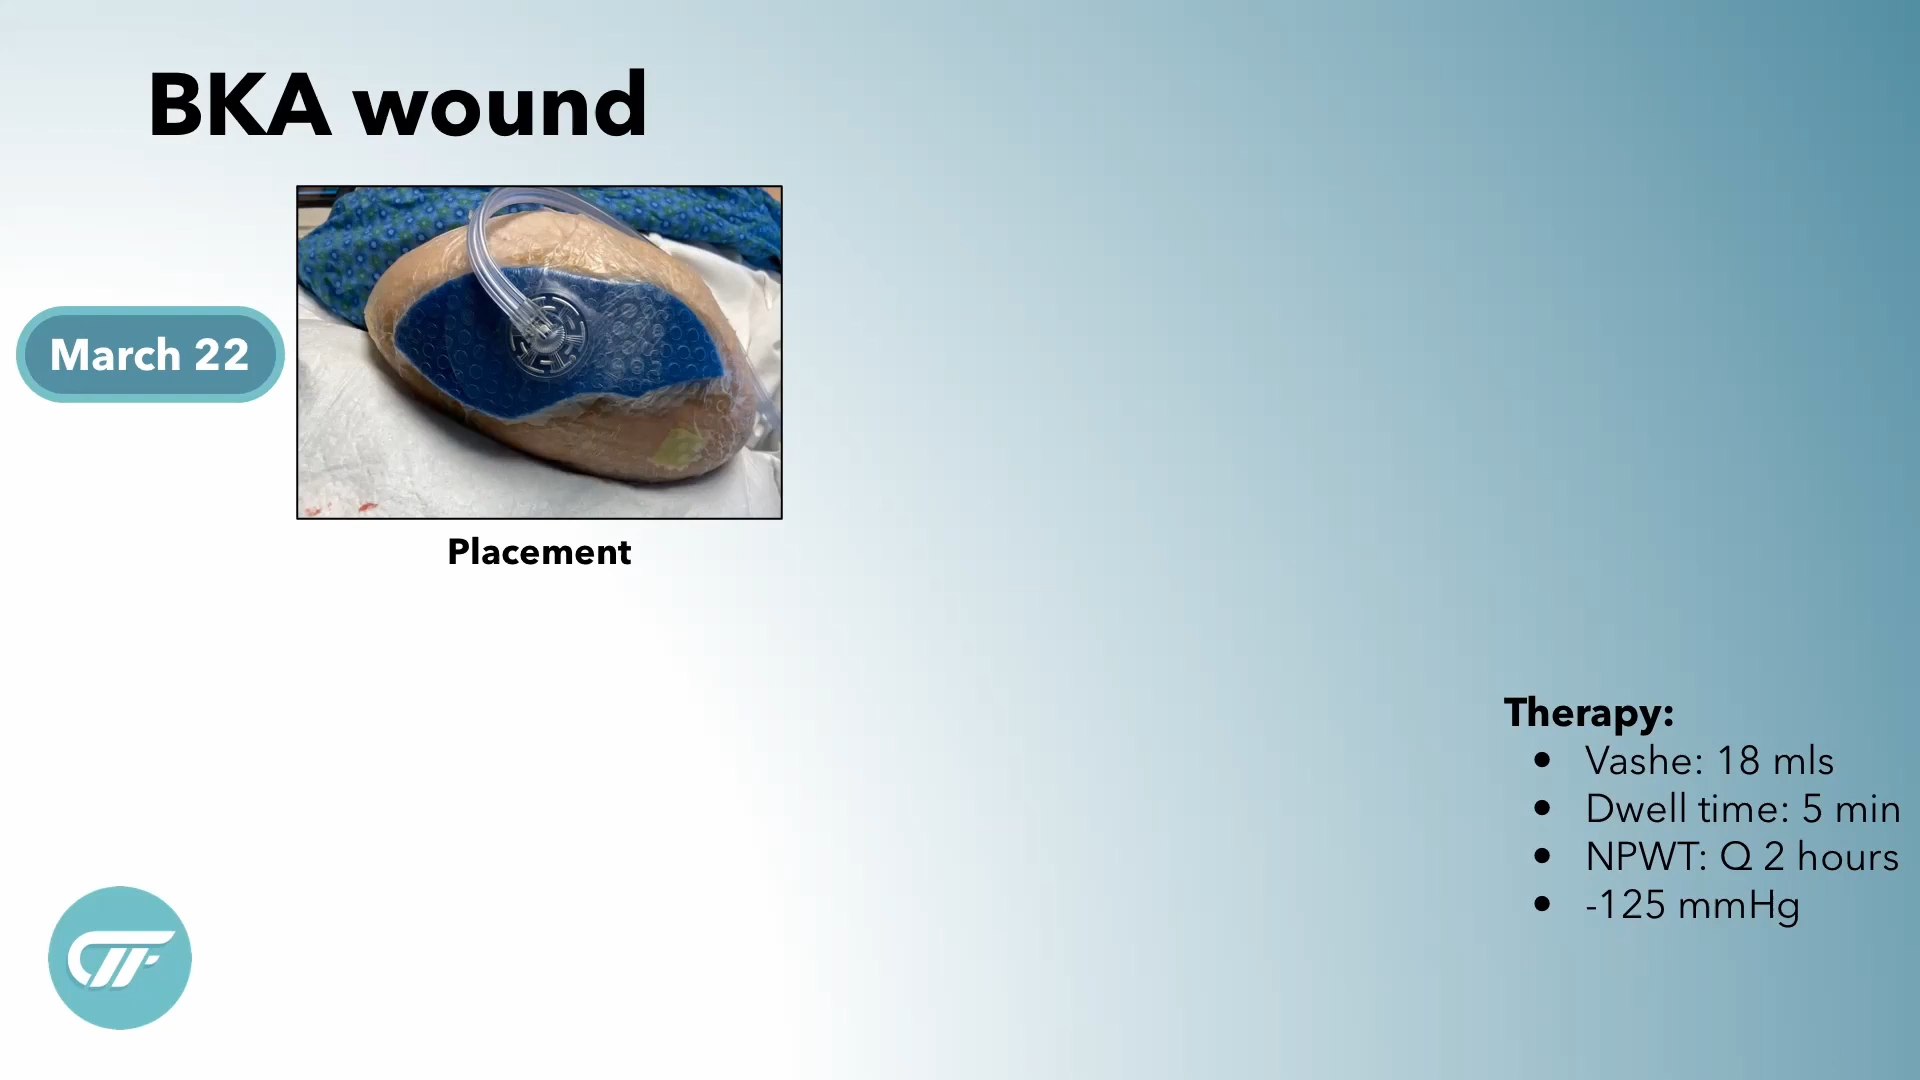 BKA wound
March 22
Placement
Therapy:
• Vashe: 18 mls
• Dwell time: 5 min
• NPWT: Q 2 hours
• -125 mmHg